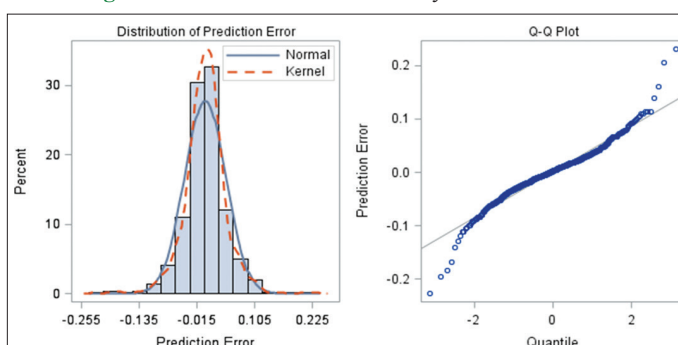 Distribution of Prediction Error
Normal
Kernel
Percent
30
20
10
0
-0.255
-0.135
-0.015
0.105
0.225
Prediction Error
Q-Q Plot
Prediction Error
0.2
0.1
0.0
-0.1
-0.2
-2
0
2
Quantile